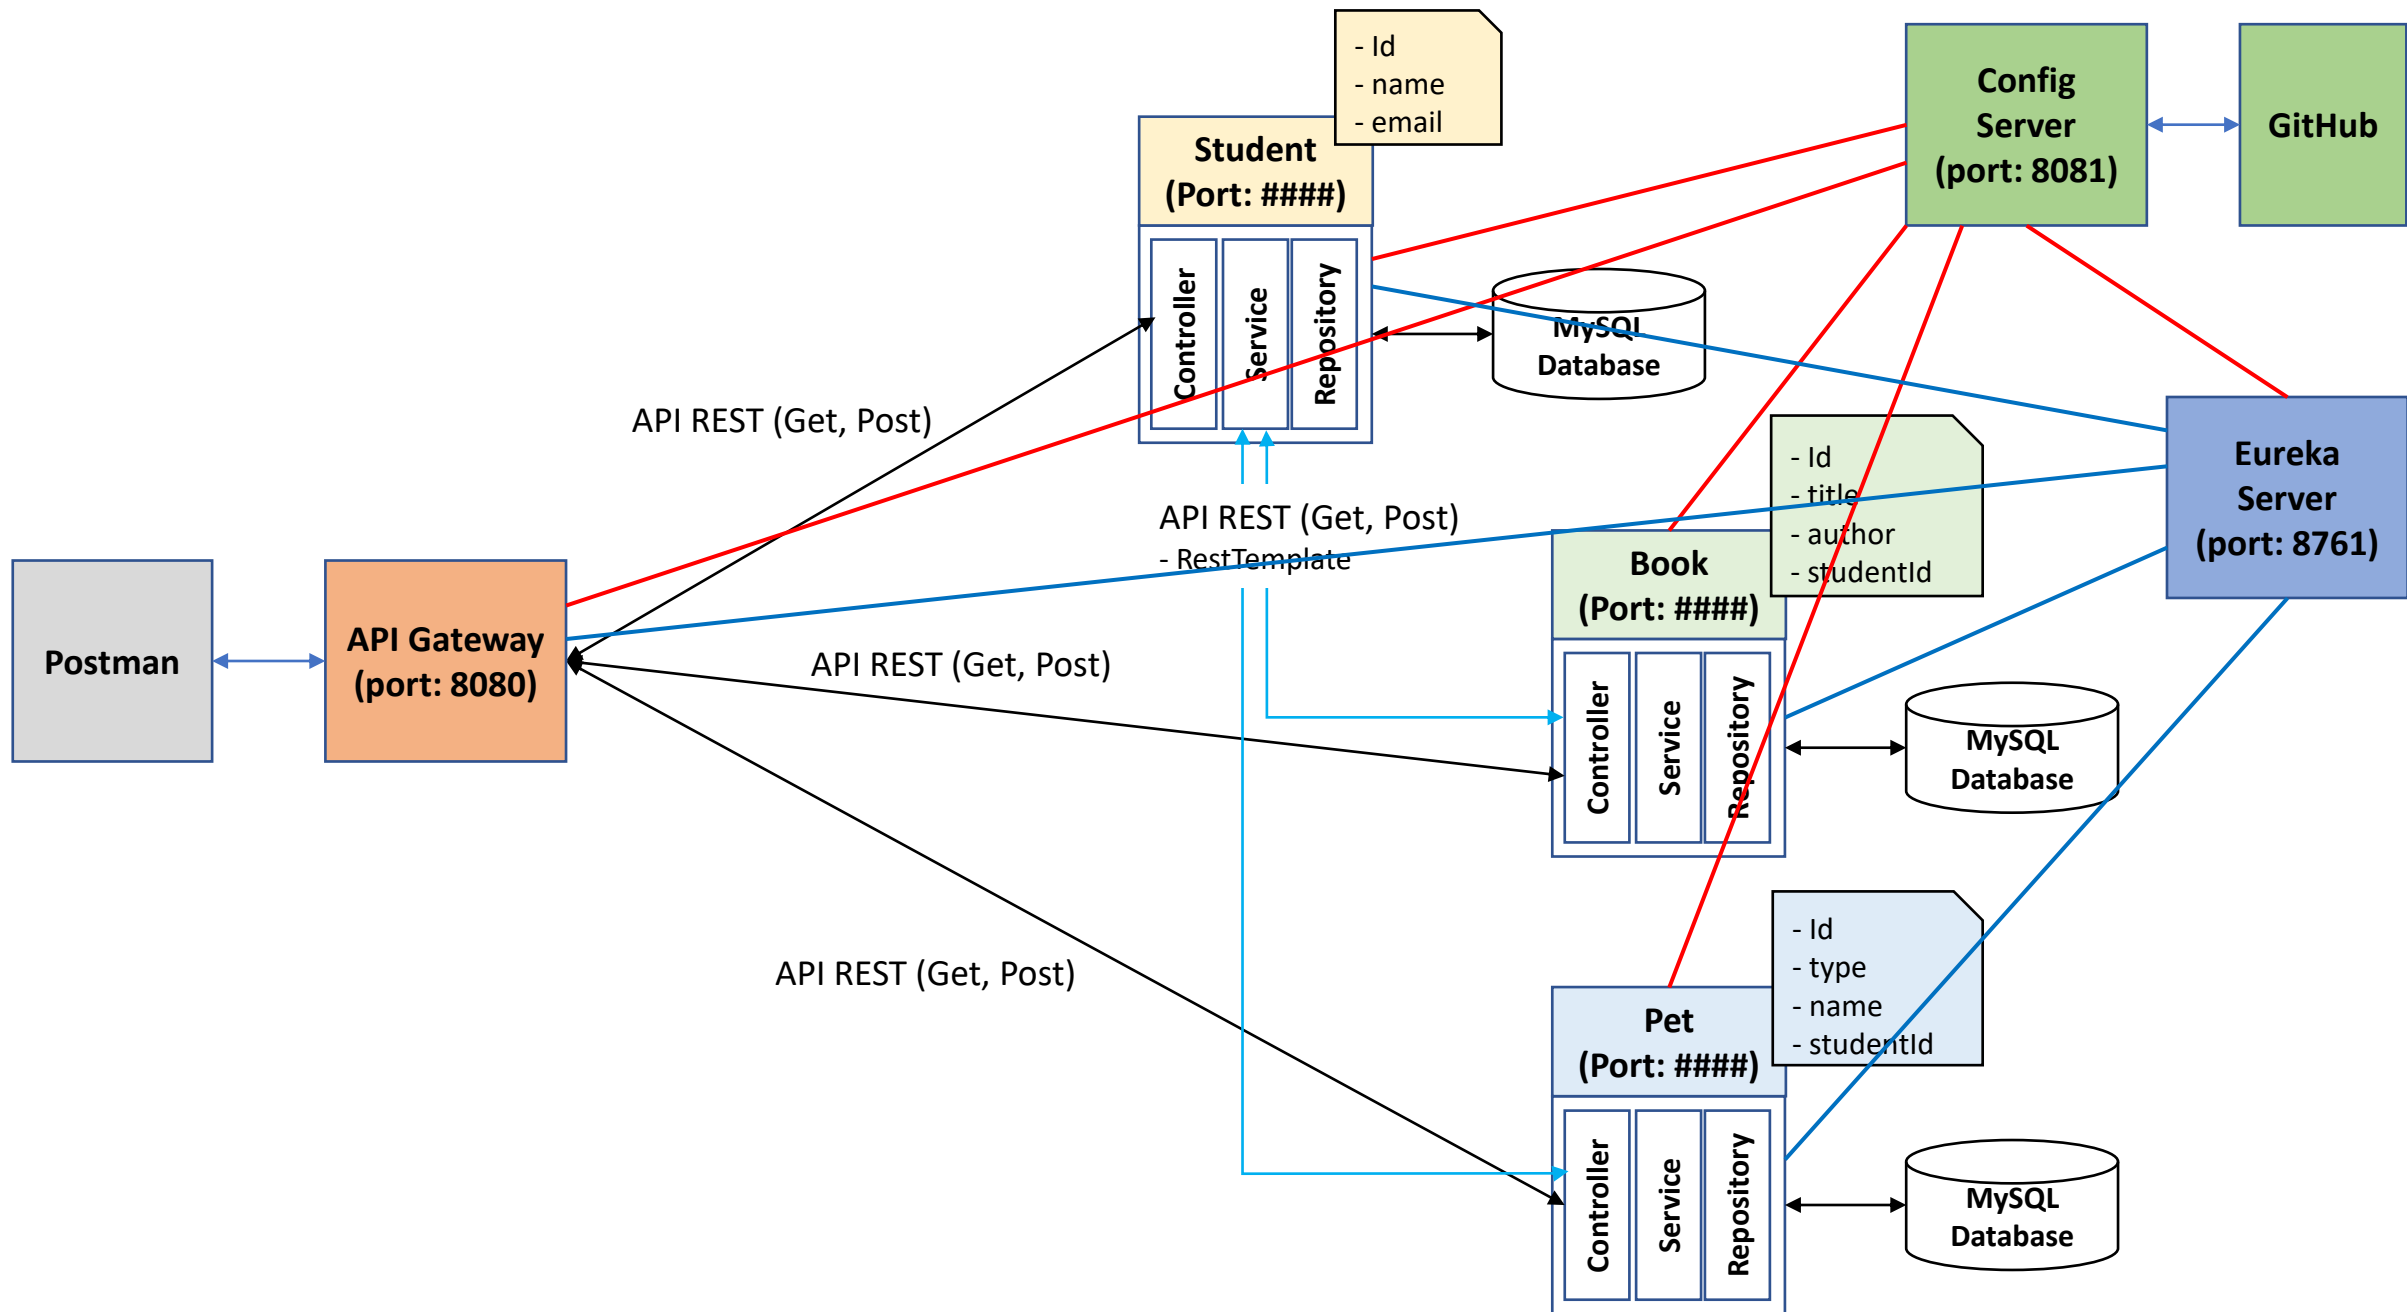 - Id
- name
- email
Student
(Port: ####)
Controller
Service
Repository
MySQL
Database
Config
Server
(port: 8081)
GitHub
API REST (Get, Post)
API REST (Get, Post)
- RestTemplate
- Id
- title
- author
- studentId
Book
(Port: ####)
Controller
Service
Repository
MySQL
Database
Eureka
Server
(port: 8761)
Postman
API Gateway
(port: 8080)
API REST (Get, Post)
API REST (Get, Post)
- Id
- type
- name
- studentId
Pet
(Port: ####)
Controller
Service
Repository
MySQL
Database